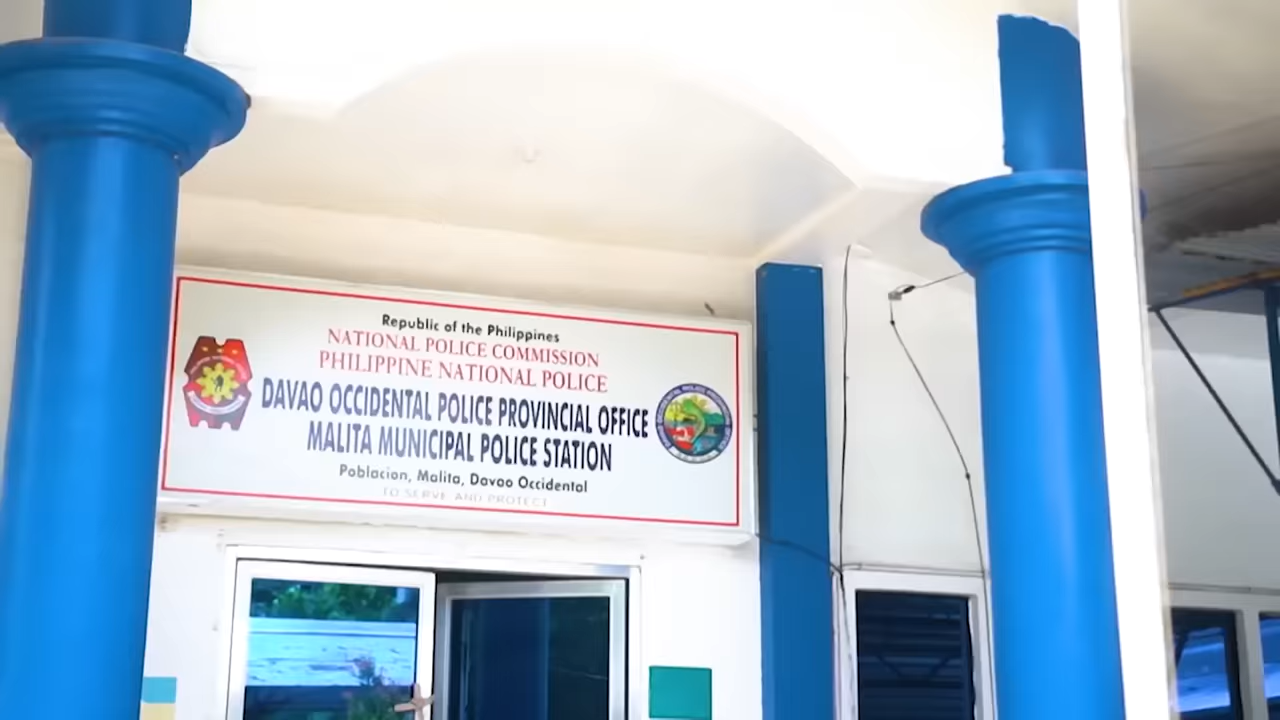 Republic of the Philippines
NATIONAL POLICE COMMISSION
PHILIPPINE NATIONAL POLICE
DAVAO OCCIDENTAL POLICE PROVINCIAL OFFICE
MALITA MUNICIPAL POLICE STATION
Poblacion, Malita, Davao Occidental
TO SERVE AND PROTECT